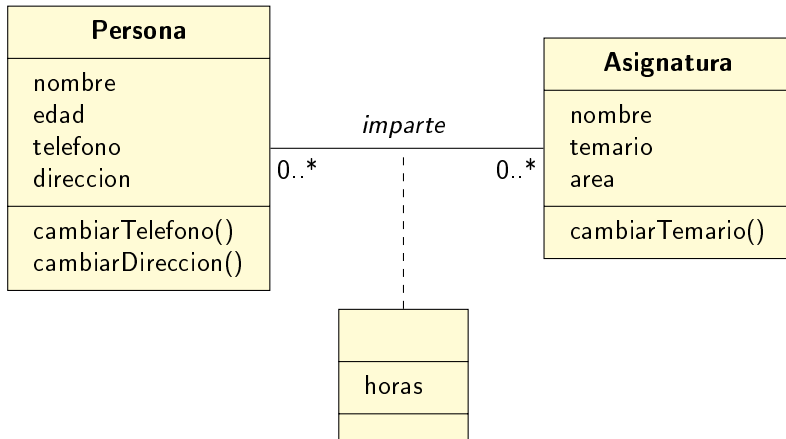 Persona
nombre
edad
telefono
direccion
cambiarTelefono()
cambiarDireccion()
imparte
0..*
0..*
Asignatura
nombre
temario
area
cambiarTemario()
horas